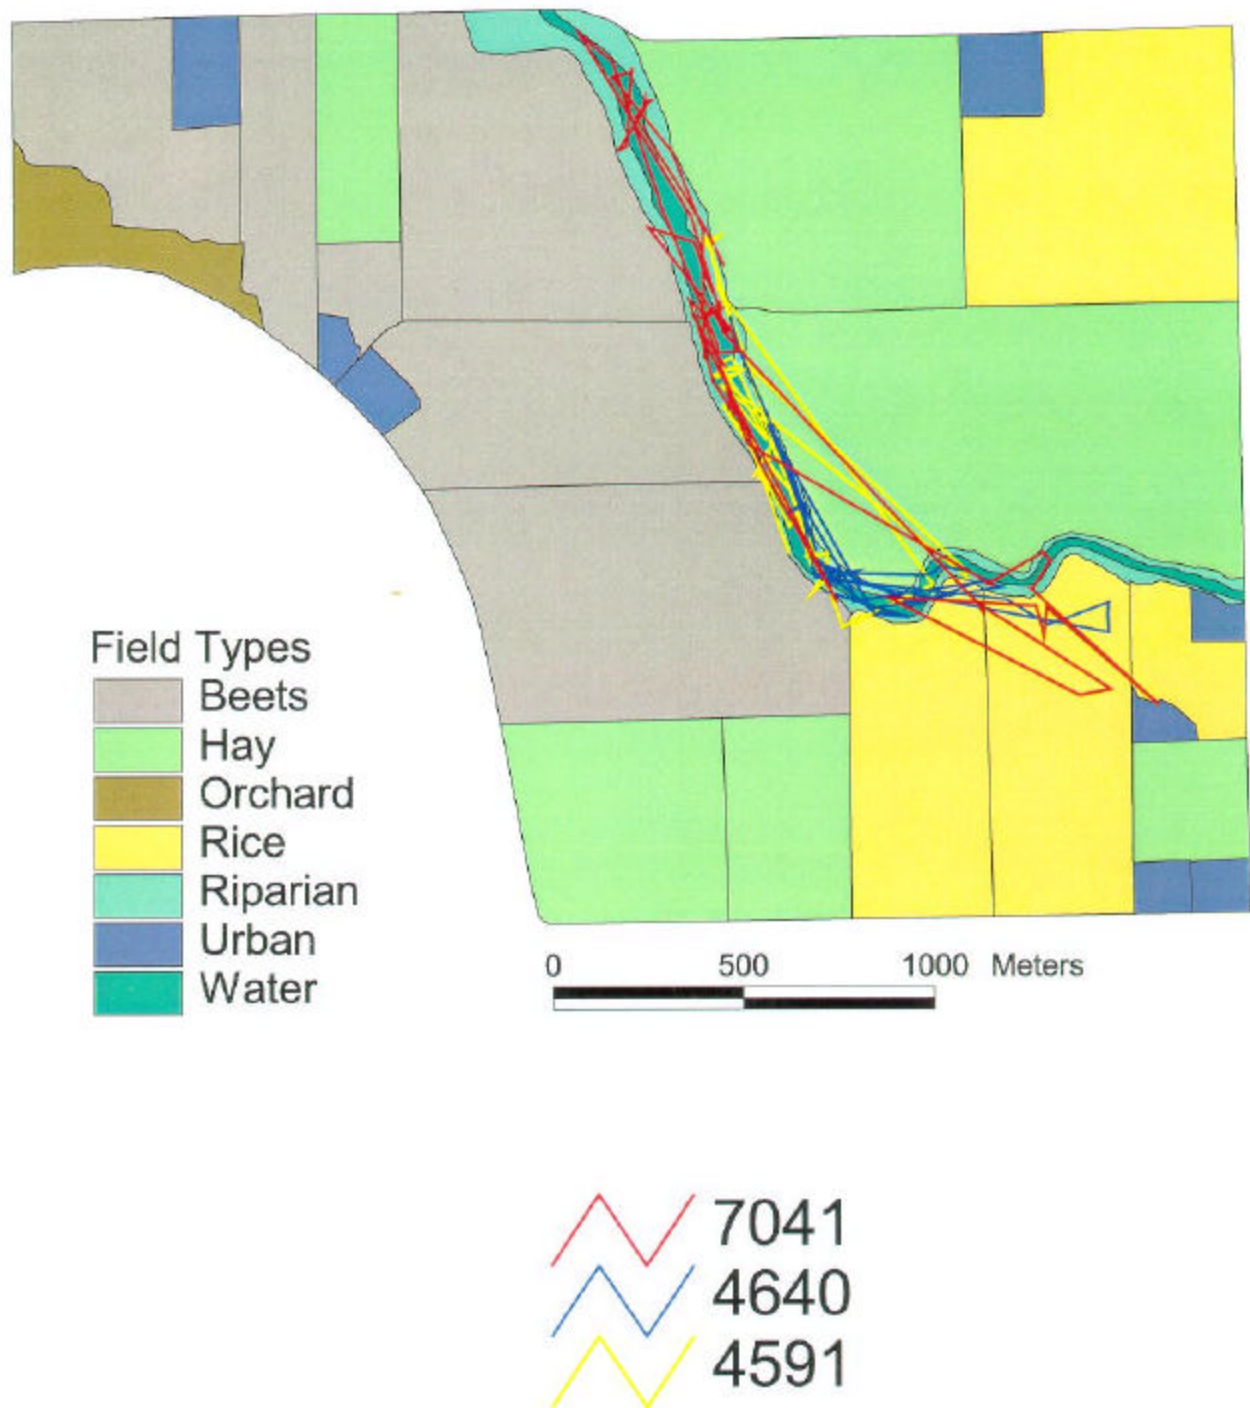 Field Types
Beets
Hay
Orchard
Rice
Riparian
Urban
Water
0 500 1000 Meters
7041
4640
4591